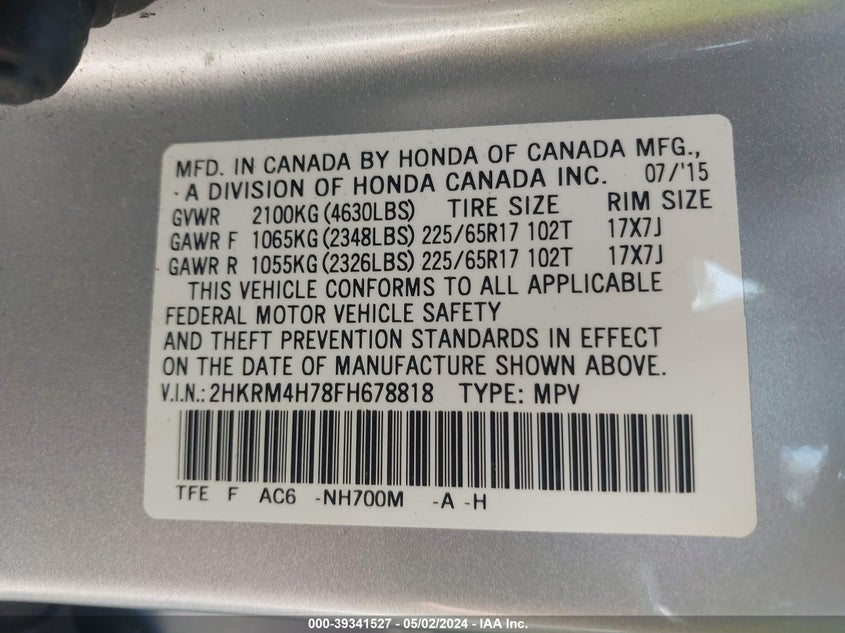 MFD. IN CANADA BY HONDA OF CANADA MFG.,
A DIVISION OF HONDA CANADA INC. 07/'15
GVWR 2100KG(4630LBS) TIRE SIZE RIM SIZE
GAWR F 1065KG(2348LBS) 225/65R17 102T 17X7J
GAWR R 1055KG(2326LBS) 225/65R17 102T 17X7J
THIS VEHICLE CONFORMS TO ALL APPLICABLE
FEDERAL MOTOR VEHICLE SAFETY
AND THEFT PREVENTION STANDARDS IN EFFECT
ON THE DATE OF MANUFACTURE SHOWN ABOVE.
V.I.N.: 2HKRM4H78FH678818 TYPE: MPV
TFE F AC6 -NH700M -A -H
000-39341527 — 05/02/2024 — IAA Inc.